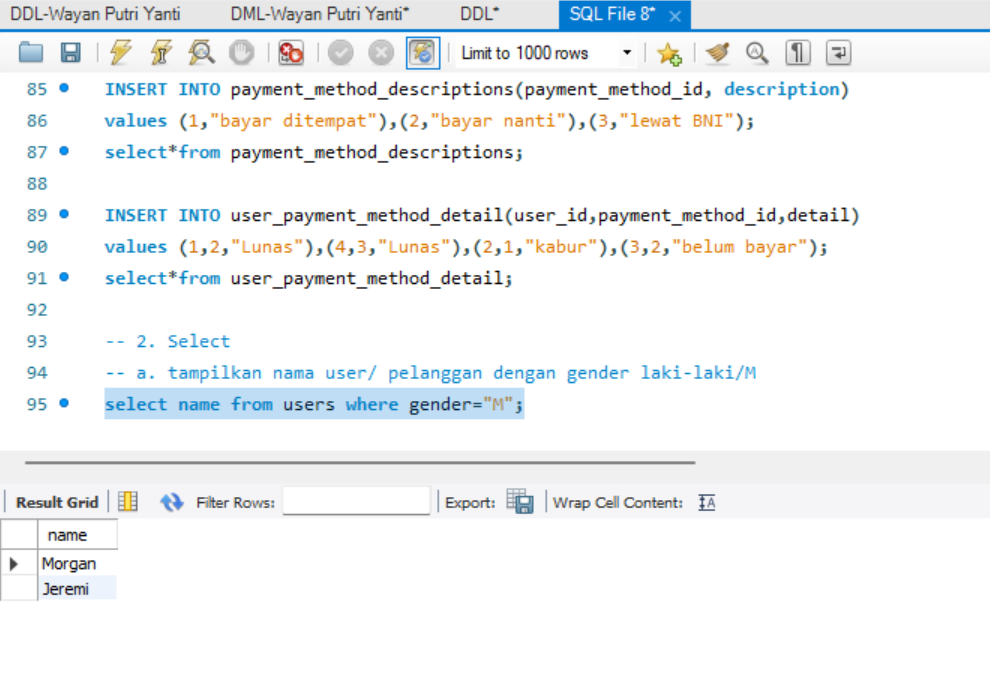 DDL-Wayan Putri Yanti DML-Wayan Putri Yanti* DDL* SQL File 8*
Limit to 1000 rows
85 INSERT INTO payment_method_descriptions(payment_method_id, description)
86 values (1,"bayar ditempat"),(2,"bayar nanti"),(3,"lewat BNI");
87 select*from payment_method_descriptions;
88
89 INSERT INTO user_payment_method_detail(user_id,payment_method_id,detail)
90 values (1,2,"Lunas"),(4,3,"Lunas"),(2,1,"kabur"),(3,2,"belum bayar");
91 select*from user_payment_method_detail;
92
93 -- 2. Select
94 -- a. tampilkan nama user/ pelanggan dengan gender laki-laki/M
95 select name from users where gender="M";
Result Grid Filter Rows: Export: Wrap Cell Content:
name
Morgan
Jeremi